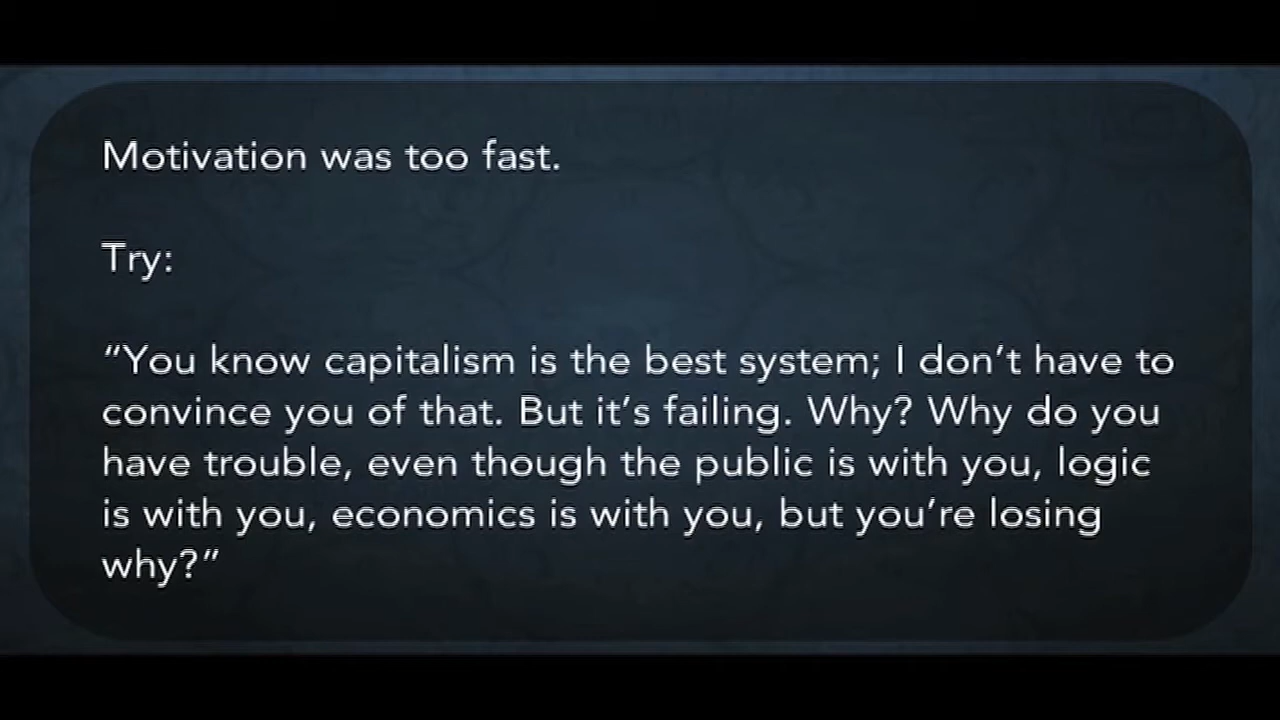 Motivation was too fast.
Try:
“You know capitalism is the best system; I don’t have to
convince you of that. But it’s failing. Why? Why do you
have trouble, even though the public is with you, logic
is with you, economics is with you, but you’re losing
why?”